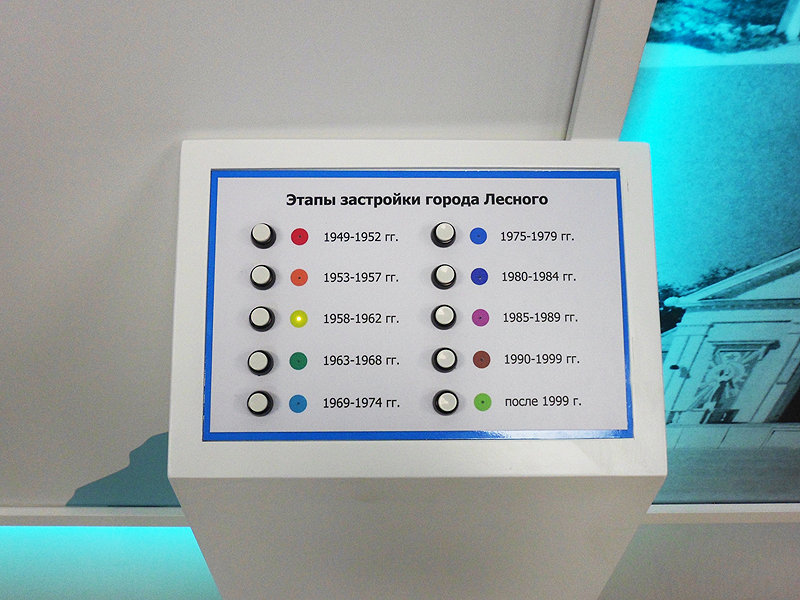 Этапы застройки города Лесного
1949-1952 гг.
1953-1957 гг.
1958-1962 гг.
1963-1968 гг.
1969-1974 гг.
1975-1979 гг.
1980-1984 гг.
1985-1989 гг.
1990-1999 гг.
после 1999 г.